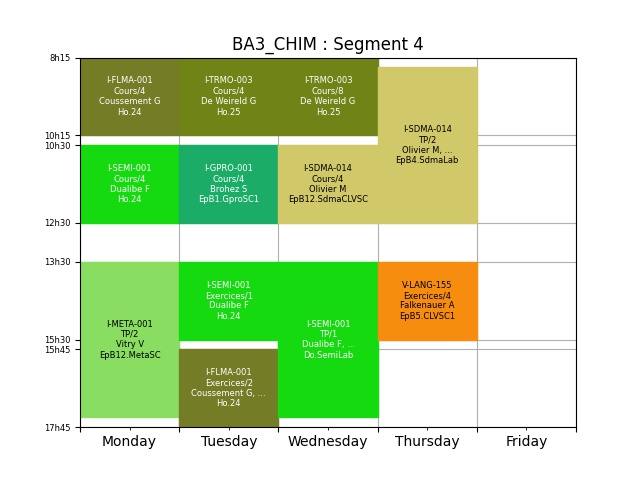 BA3_CHIM : Segment 4
8h15
10h15
10h30
12h30
13h30
15h30
15h45
17h45
I-FLMA-001
Cours/4
Coussement G
Ho.24
I-TRMO-003
Cours/4
De Weireld G
Ho.25
I-TRMO-003
Cours/8
De Weireld G
Ho.25
I-SDMA-014
TP/2
Olivier M, ...
EpB4.SdmaLab
I-SEMI-001
Cours/4
Dualibe F
Ho.24
I-GPRO-001
Cours/4
Brohez S
EpB1.GproSC1
I-SDMA-014
Cours/4
Olivier M
EpB12.SdmaCLVSC
I-META-001
TP/2
Vitry V
EpB12.MetaSC
I-SEMI-001
Exercices/1
Dualibe F
Ho.24
I-SEMI-001
TP/1
Dualibe F, ...
Do.SemiLab
V-LANG-155
Exercices/4
Falkenauer A
EpB5.CLVSC1
I-FLMA-001
Exercices/2
Coussement G, ...
Ho.24
Monday
Tuesday
Wednesday
Thursday
Friday